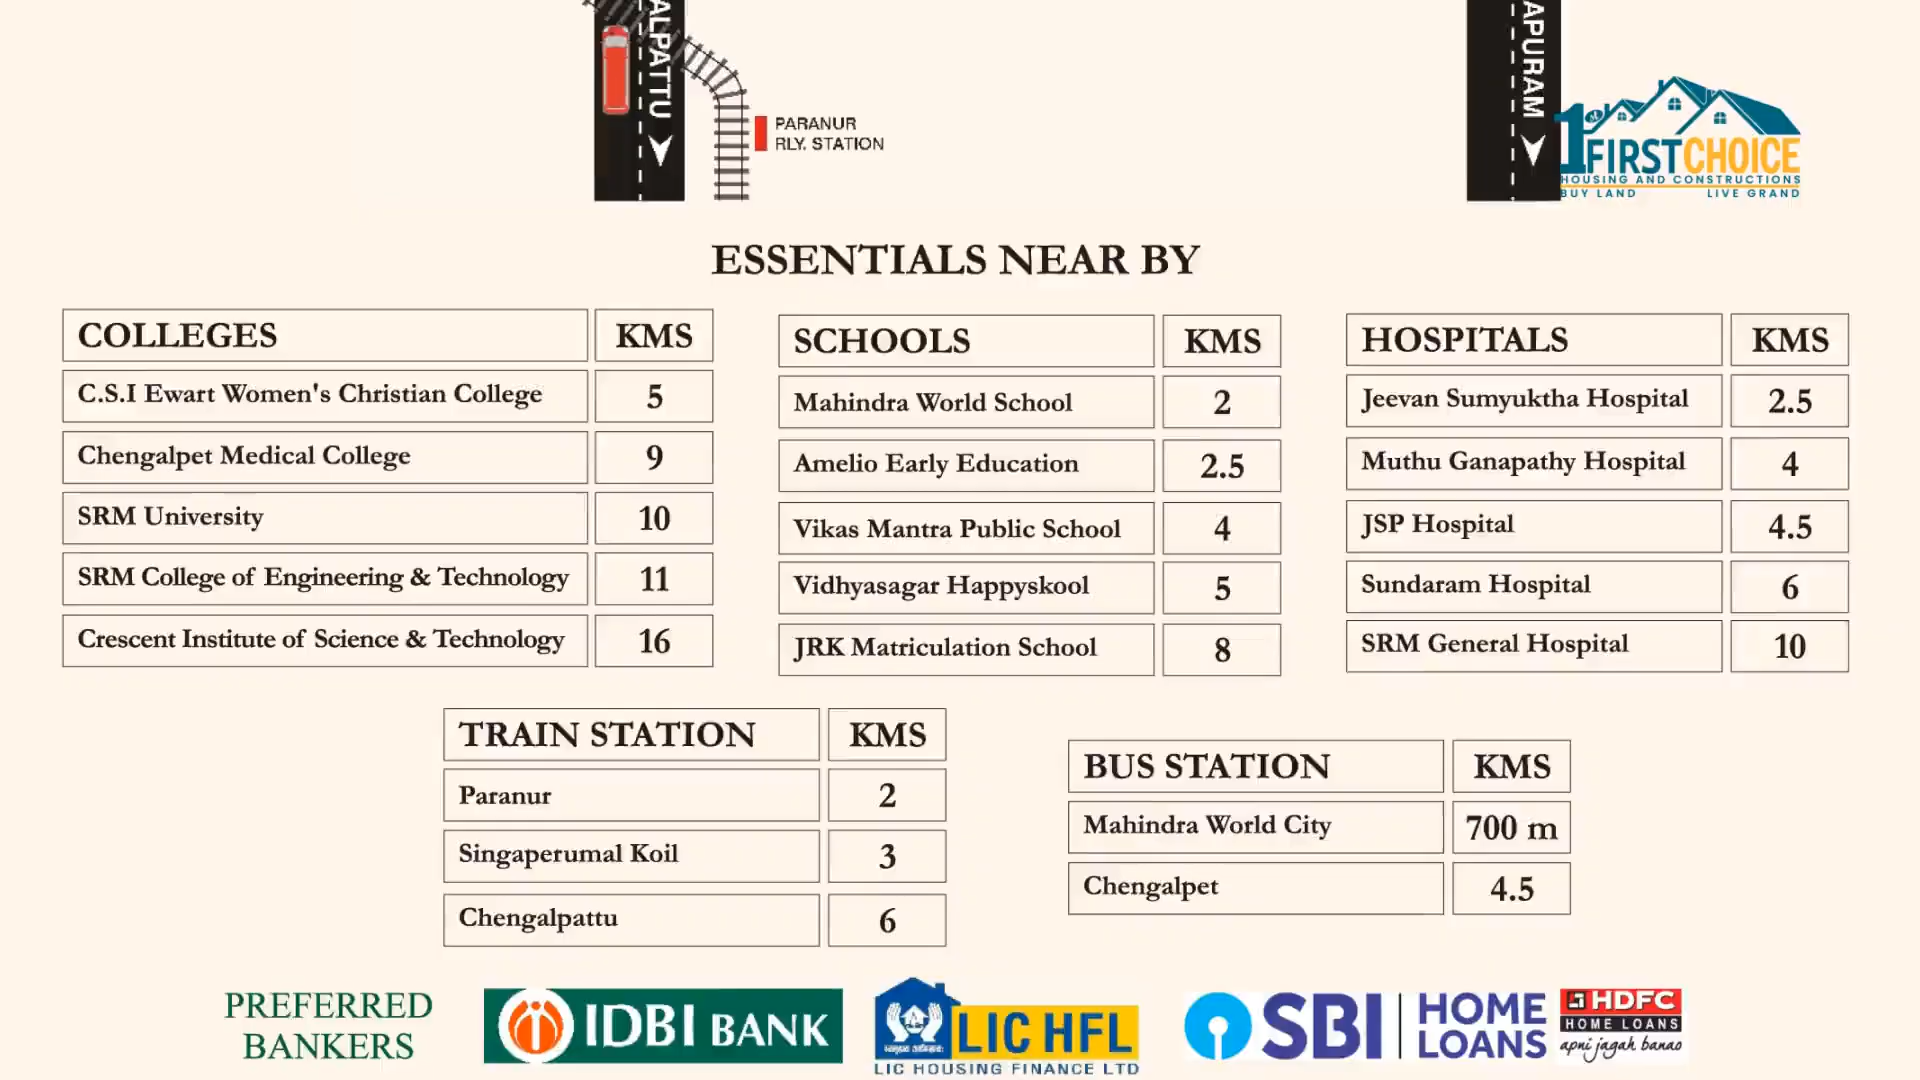 ALPATTU
APURAM
PARANUR
RLY. STATION
1st
FIRSTCHOICE
HOUSING AND CONSTRUCTIONS
BUY LAND LIVE GRAND
ESSENTIALS NEAR BY
COLLEGES KMS
C.S.I Ewart Women's Christian College 5
Chengalpet Medical College 9
SRM University 10
SRM College of Engineering & Technology 11
Crescent Institute of Science & Technology 16
SCHOOLS KMS
Mahindra World School 2
Amelio Early Education 2.5
Vikas Mantra Public School 4
Vidhyasagar Happyskool 5
JRK Matriculation School 8
HOSPITALS KMS
Jeevan Sumyuktha Hospital 2.5
Muthu Ganapathy Hospital 4
JSP Hospital 4.5
Sundaram Hospital 6
SRM General Hospital 10
TRAIN STATION KMS
Paranur 2
Singaperumal Koil 3
Chengalpattu 6
BUS STATION KMS
Mahindra World City 700 m
Chengalpet 4.5
PREFERRED
BANKERS
IDBI BANK
LIC HFL
LIC HOUSING FINANCE LTD
SBI HOME
LOANS
HDFC
HOME LOANS
apni jagah banao